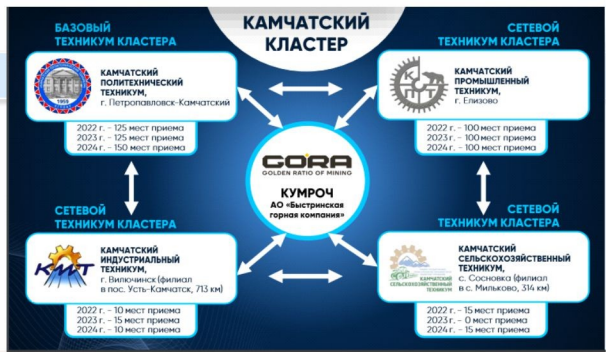 КАМЧАТСКИЙ
КЛАСТЕР
БАЗОВЫЙ
ТЕХНИКУМ КЛАСТЕРА
КАМЧАТСКИЙ
ПОЛИТЕХНИЧЕСКИЙ
ТЕХНИКУМ,
г. Петропавловск-Камчатский
2022 г. - 125 мест приема
2023 г. - 125 мест приема
2024 г. - 150 мест приема
СЕТЕВОЙ
ТЕХНИКУМ КЛАСТЕРА
КАМЧАТСКИЙ
ПРОМЫШЛЕННЫЙ
ТЕХНИКУМ,
г. Елизово
2022 г. - 100 мест приема
2023 г. - 100 мест приема
2024 г. - 100 мест приема
GORA
GOLDEN RATIO OF MINING
КУМРОЧ
АО «Быстринская
горная компания»
СЕТЕВОЙ
ТЕХНИКУМ КЛАСТЕРА
КАМЧАТСКИЙ
ИНДУСТРИАЛЬНЫЙ
ТЕХНИКУМ,
г. Вилючинск (филиал
в пос. Усть-Камчатск, 713 км)
2022 г. - 10 мест приема
2023 г. - 15 мест приема
2024 г. - 10 мест приема
СЕТЕВОЙ
ТЕХНИКУМ КЛАСТЕРА
КАМЧАТСКИЙ
СЕЛЬСКОХОЗЯЙСТВЕННЫЙ
ТЕХНИКУМ
КАМЧАТСКИЙ
СЕЛЬСКОХОЗЯЙСТВЕННЫЙ
ТЕХНИКУМ,
с. Сосновка (филиал
в с. Мильково, 314 км)
2022 г. - 15 мест приема
2023 г. - 0 мест приема
2024 г. - 15 мест приема